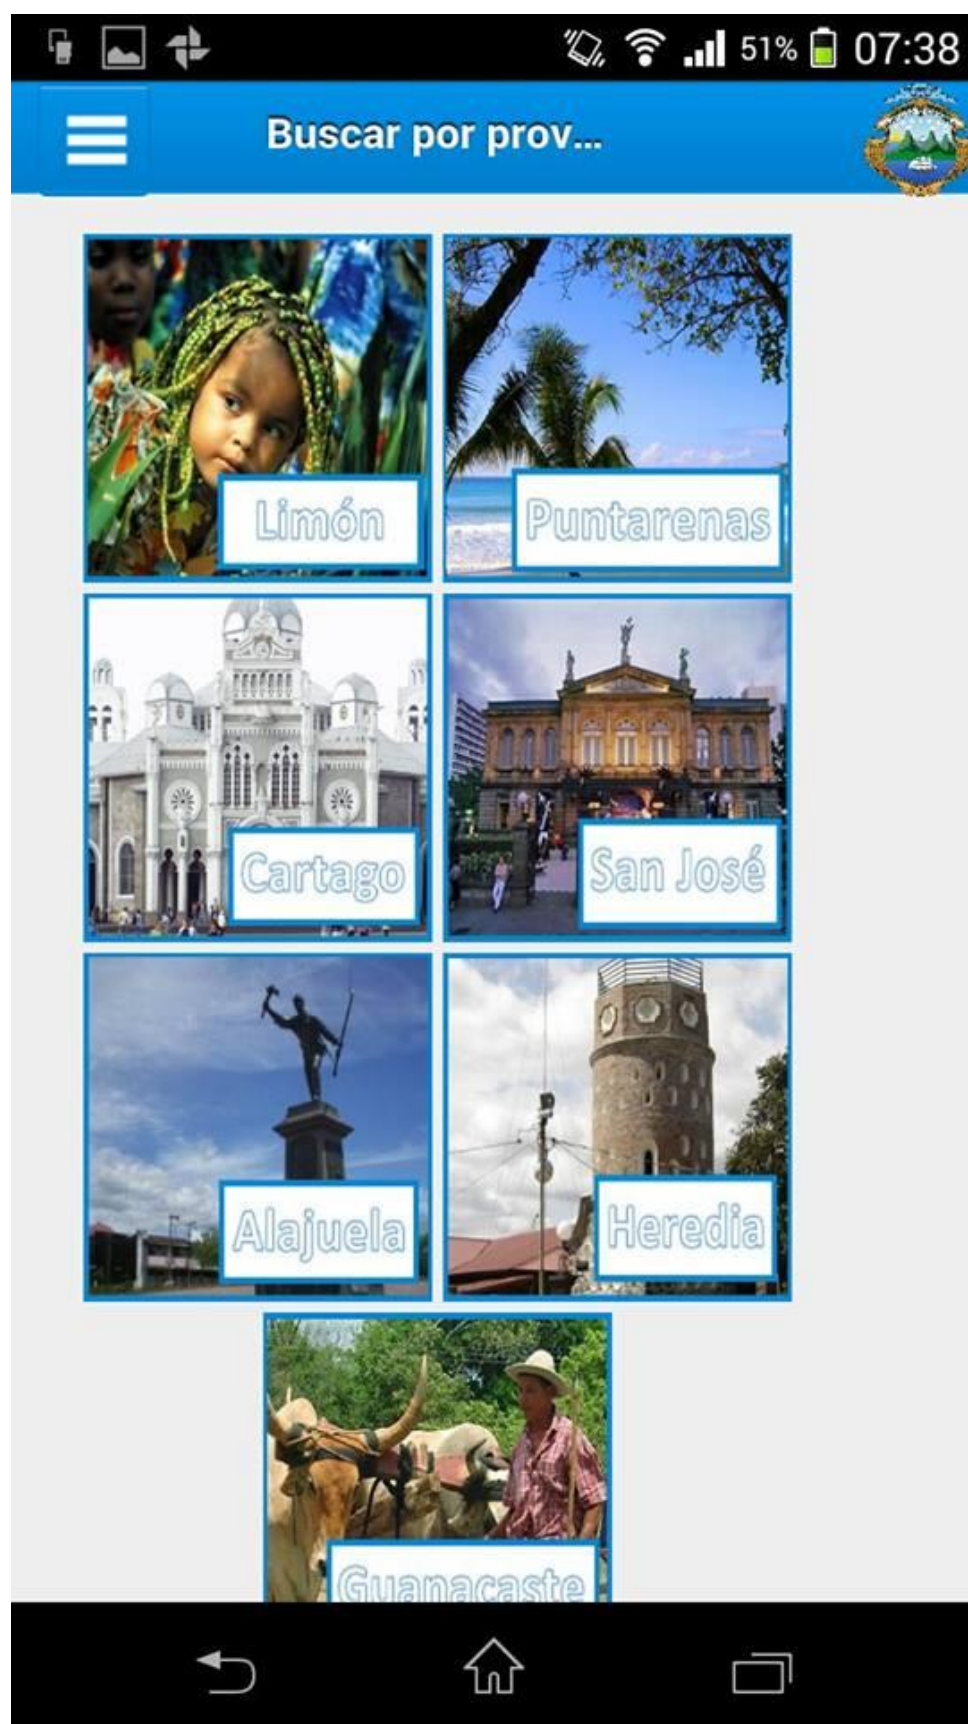 51% 07:38
Buscar por prov...
Limón
Puntarenas
Cartago
San José
Alajuela
Heredia
Guanacaste